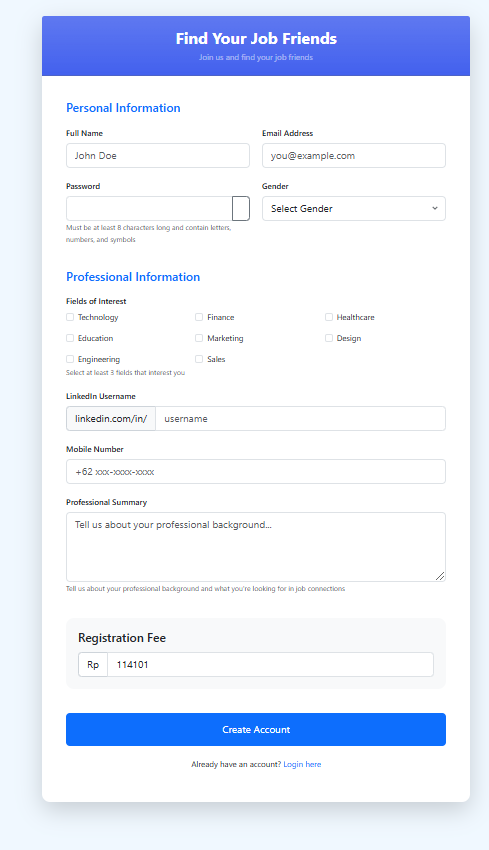 Find Your Job Friends
Join us and find your job friends
Personal Information
Full Name
Email Address
John Doe
you@example.com
Password
Gender
Select Gender
Must be at least 8 characters long and contain letters,
numbers, and symbols
Professional Information
Fields of Interest
Technology
Finance
Healthcare
Education
Marketing
Design
Engineering
Sales
Select at least 3 fields that interest you
LinkedIn Username
linkedin.com/in/ username
Mobile Number
+62 xxx-xxxx-xxxx
Professional Summary
Tell us about your professional background...
Tell us about your professional background and what you're looking for in job connections
Registration Fee
Rp 114101
Create Account
Already have an account? Login here